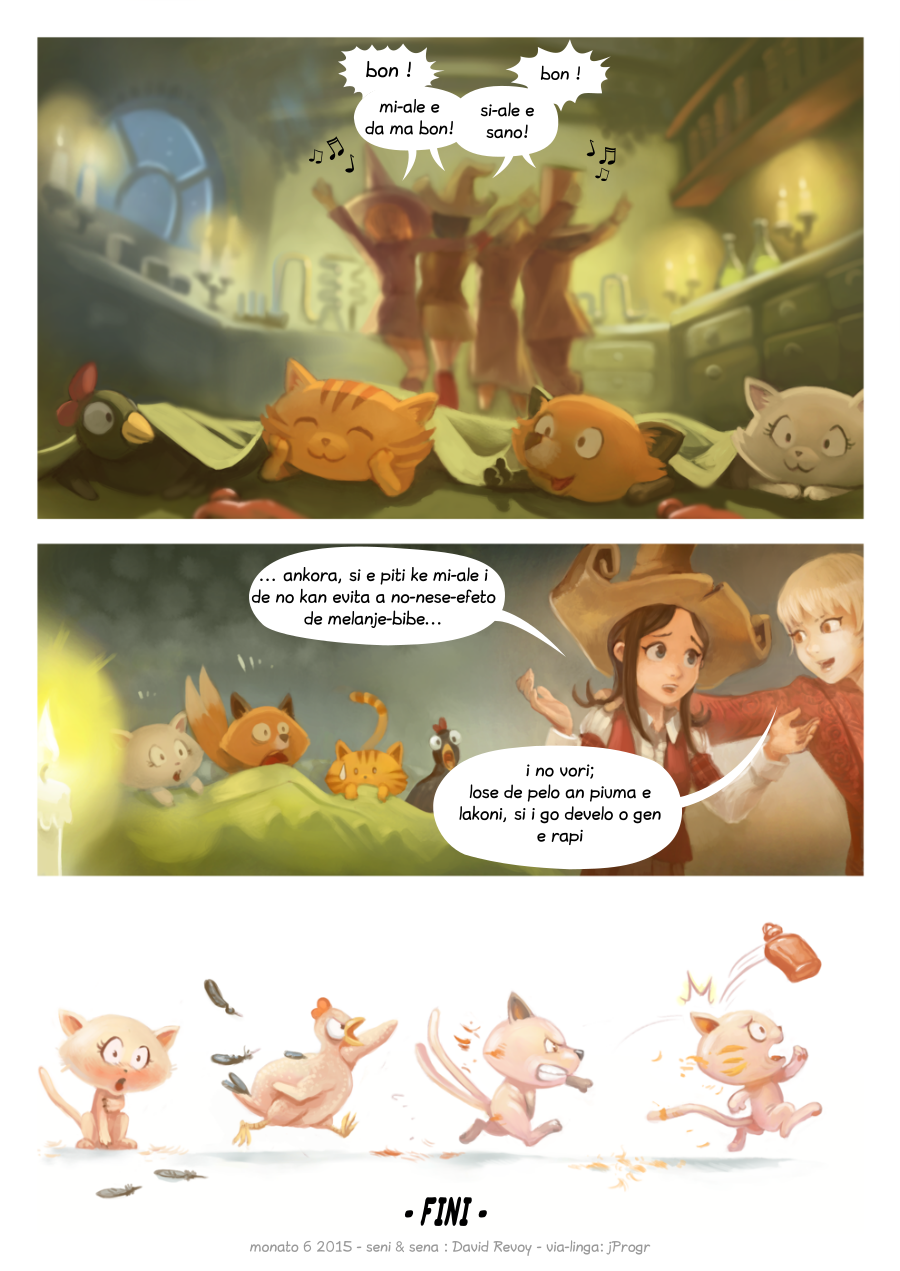 bon !
bon !
mi-ale e
da ma bon!
si-ale e
sano!
... ankora, si e piti ke mi-ale i
de no kan evita a no-nese-efeto
de melanje-bibe...
i no vori;
lose de pelo an piuma e
lakoni, si i go develo o gen
e rapi
- FINI -
monato 6 2015 - seni & sena : David Revoy - via-linga: jProgr